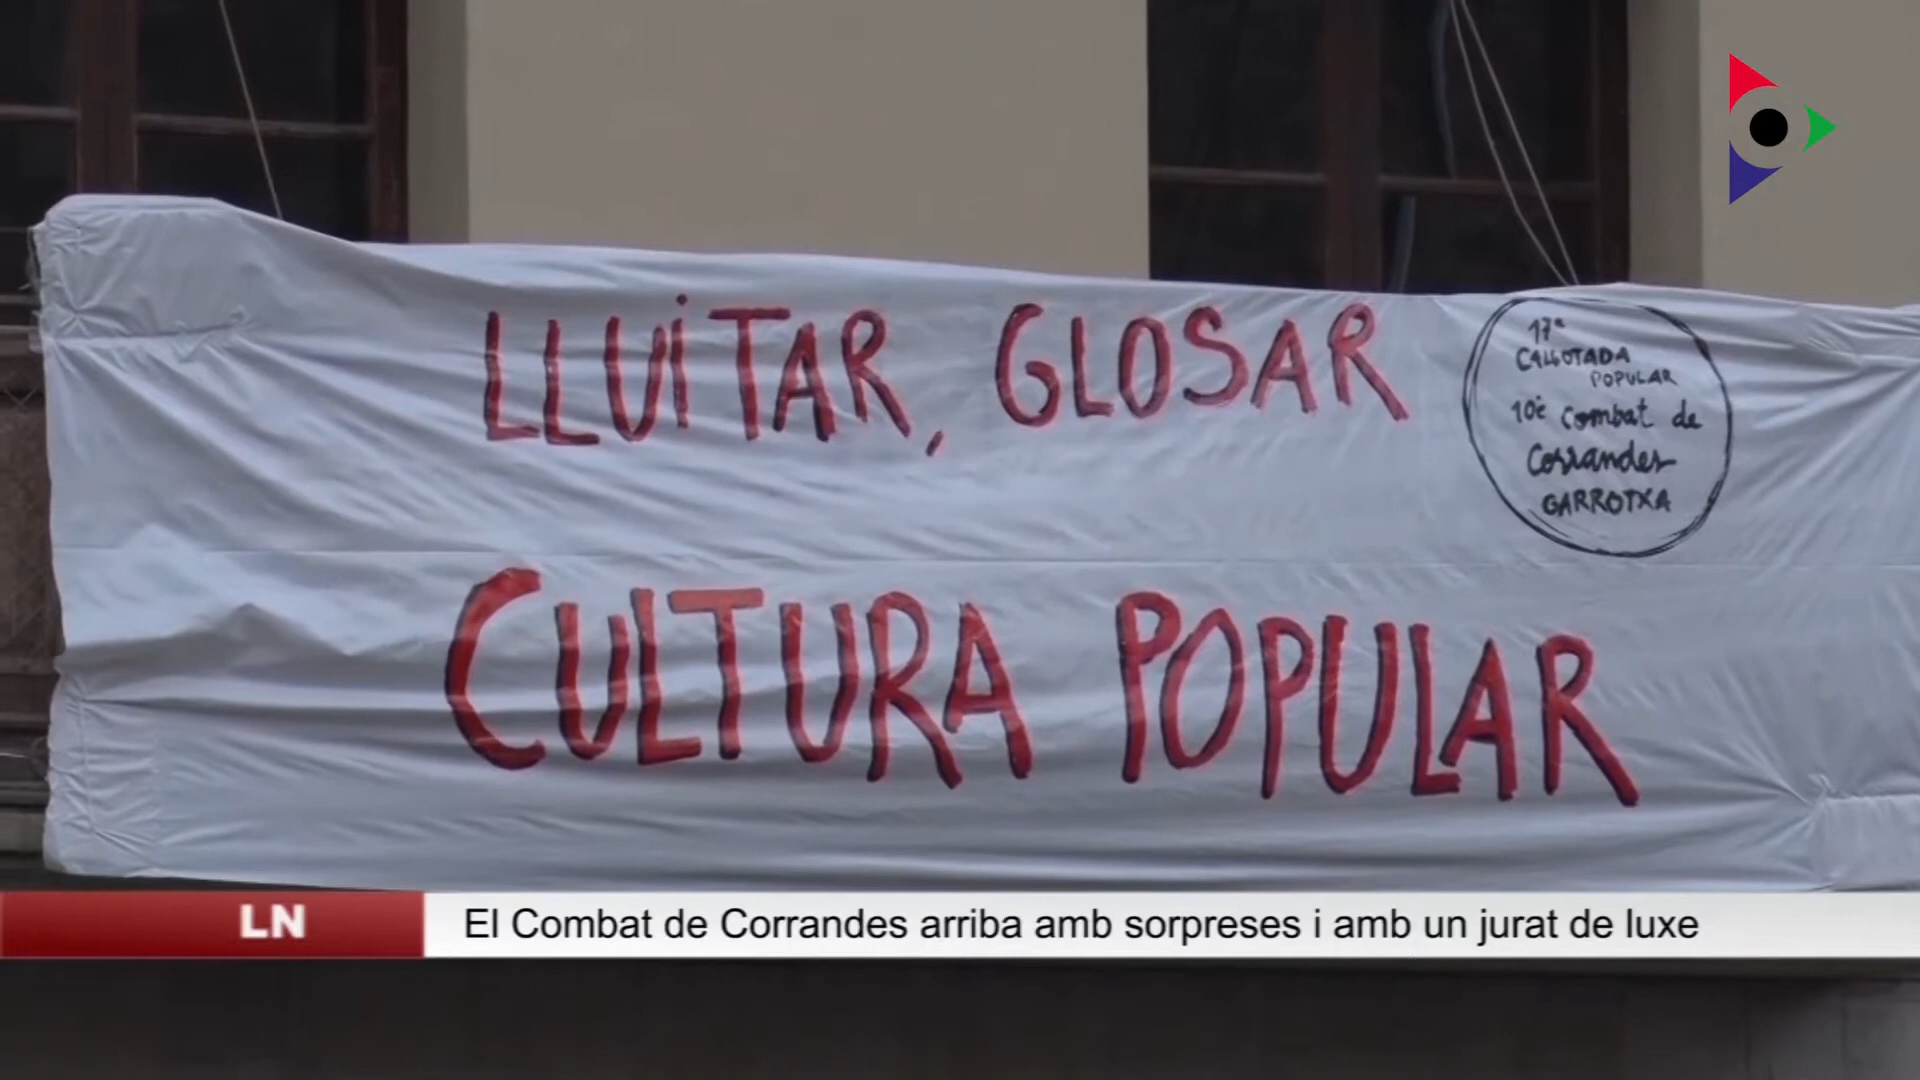 LLUiTAR, GLOSAR
17ª
CALÇOTADA
POPULAR
10è Combat de
Corrandes
GARROTXA
CULTURA POPULAR
LN
El Combat de Corrandes arriba amb sorpreses i amb un jurat de luxe